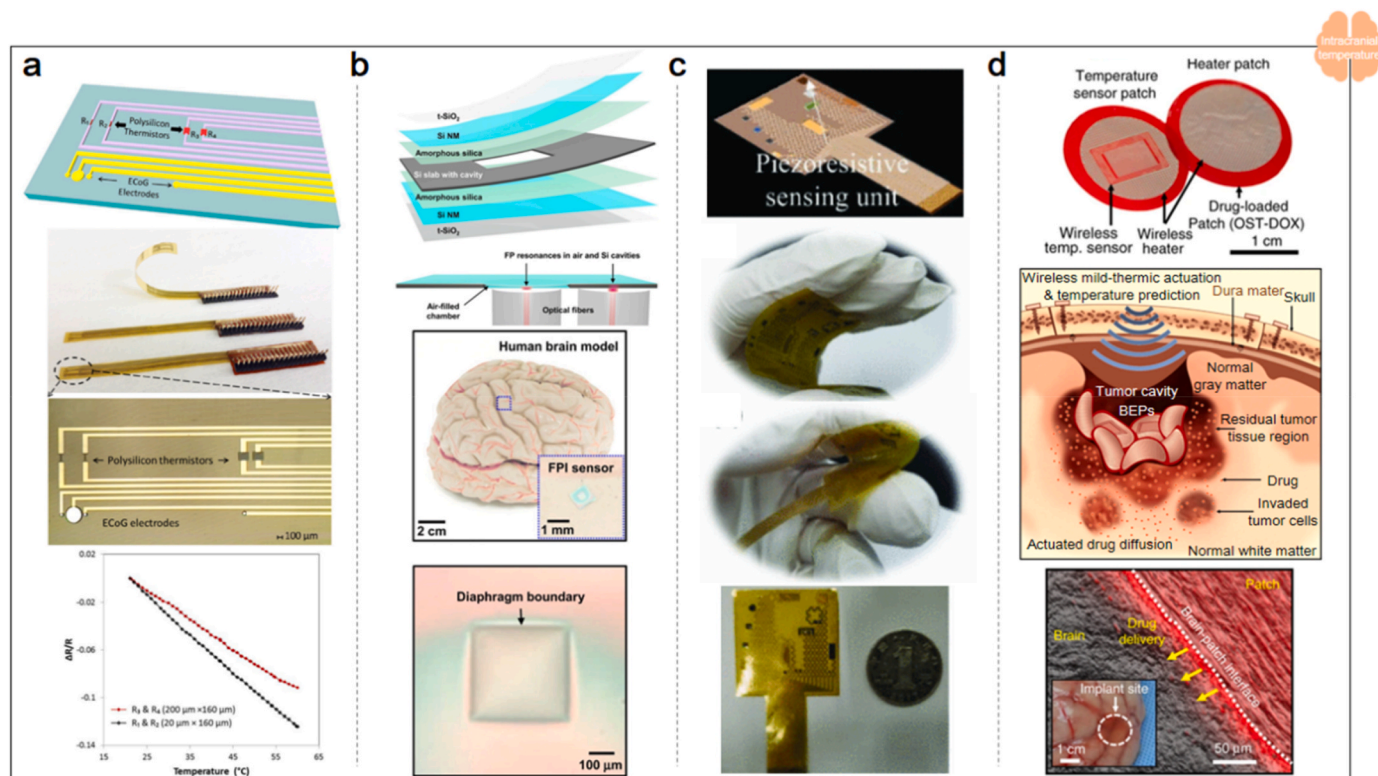 Intracranial
temperature
a
R₁
R₂
Polysilicon
Thermistors
R₃
R₄
ECoG
Electrodes
Polysilicon thermistors
ECoG electrodes
100 µm
0.02
-0.02
-0.06
-0.1
-0.14
ΔR/R
R₃ & R₄ (200 µm ×160 µm)
R₁ & R₂ (20 µm × 160 µm)
15
25
35
45
55
65
Temperature (°C)
b
t-SiO₂
Si NM
Amorphous silica
Si slab with cavity
Amorphous silica
Si NM
t-SiO₂
FP resonances in air and Si cavities
Air-filled
chamber
Optical fibers
Human brain model
FPI sensor
2 cm
1 mm
Diaphragm boundary
100 µm
c
Piezoresistive
sensing unit
1
d
Heater patch
Temperature
sensor patch
Wireless
temp. sensor
Wireless
heater
Drug-loaded
Patch (OST-DOX)
1 cm
Wireless mild-thermic actuation
& temperature prediction
Dura mater
Skull
Normal
gray matter
Tumor cavity
BEPs
Residual tumor
tissue region
Drug
Invaded
tumor cells
Actuated drug diffusion
Normal white matter
Patch
Brain
Drug
delivery
Brain-patch interface
Implant site
1 cm
50 µm